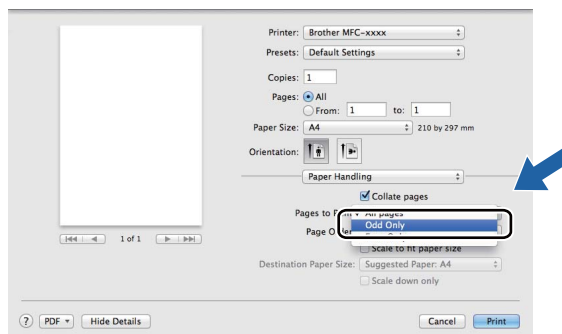 Printer: Brother MFC-xxxx
Presets: Default Settings
Copies: 1
Pages: All
From: 1 to: 1
Paper Size: A4 210 by 297 mm
Orientation:
Paper Handling
Collate pages
Pages to Print All pages
Odd Only
Page Order
1 of 1
Scale to fit paper size
Destination Paper Size: Suggested Paper: A4
Scale down only
? PDF Hide Details Cancel Print